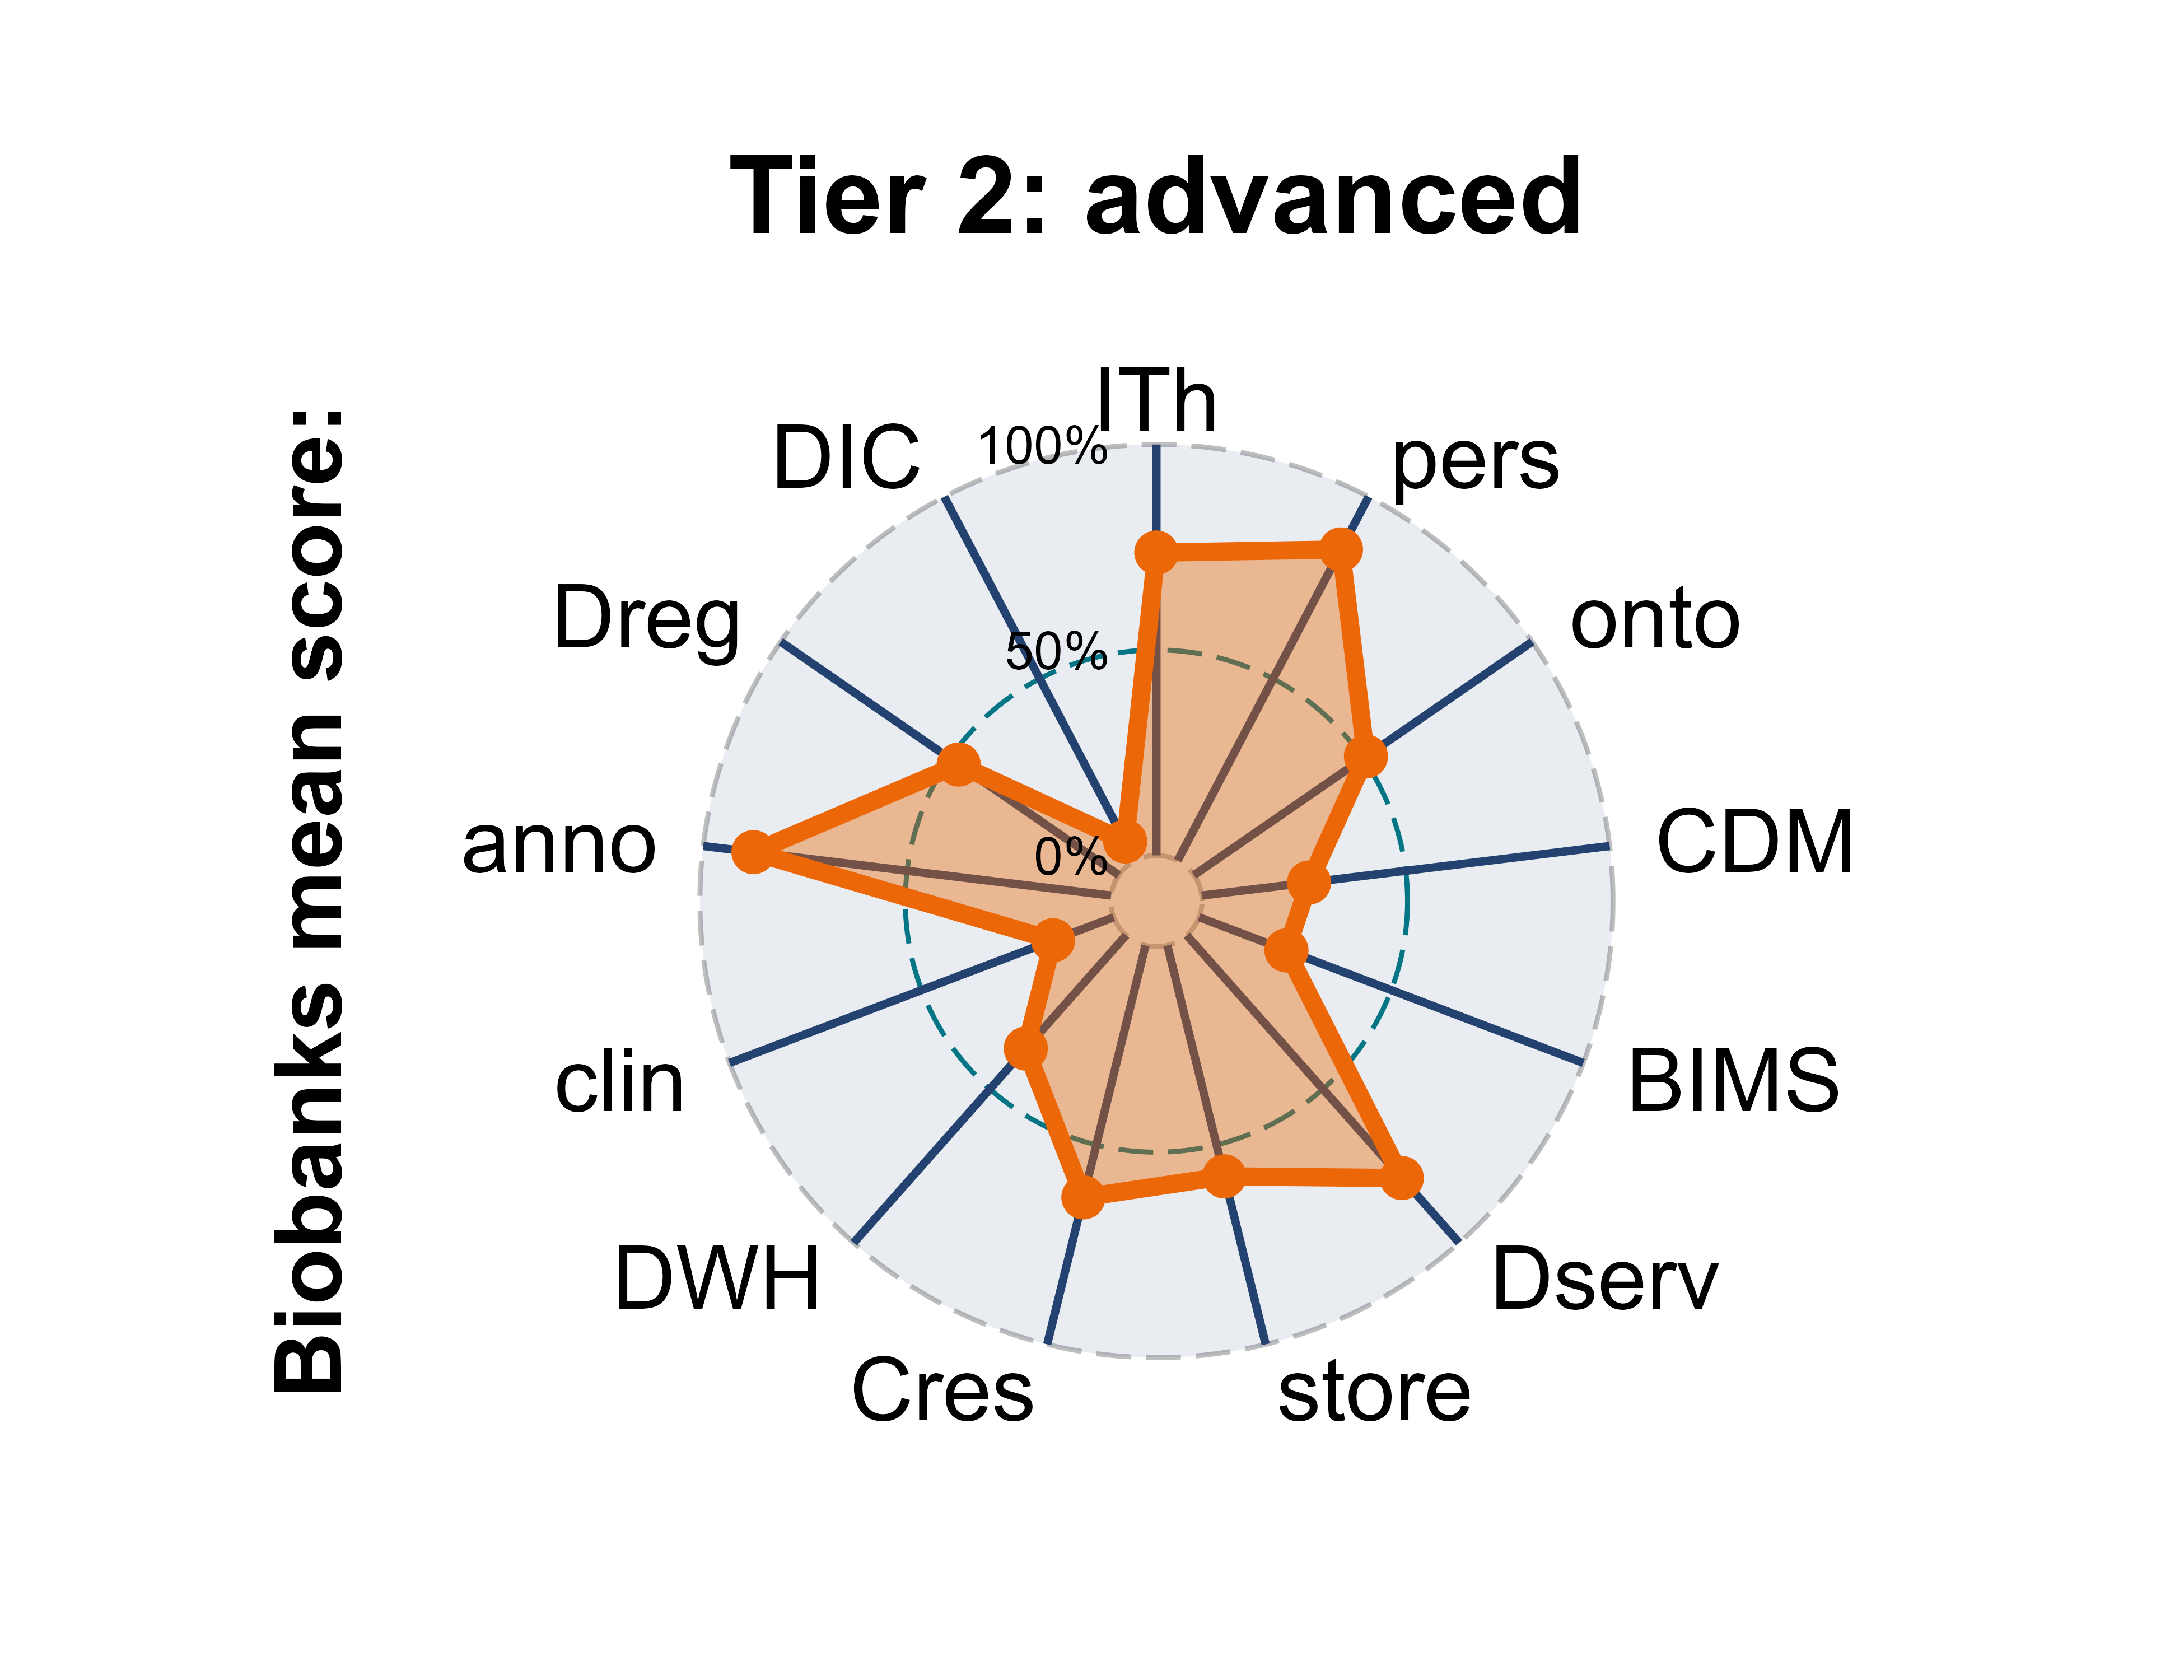 Tier 2: advanced
Biobanks mean score:
ITh
pers
onto
CDM
BIMS
Dserv
store
Cres
DWH
clin
anno
Dreg
DIC
100%
50%
0%